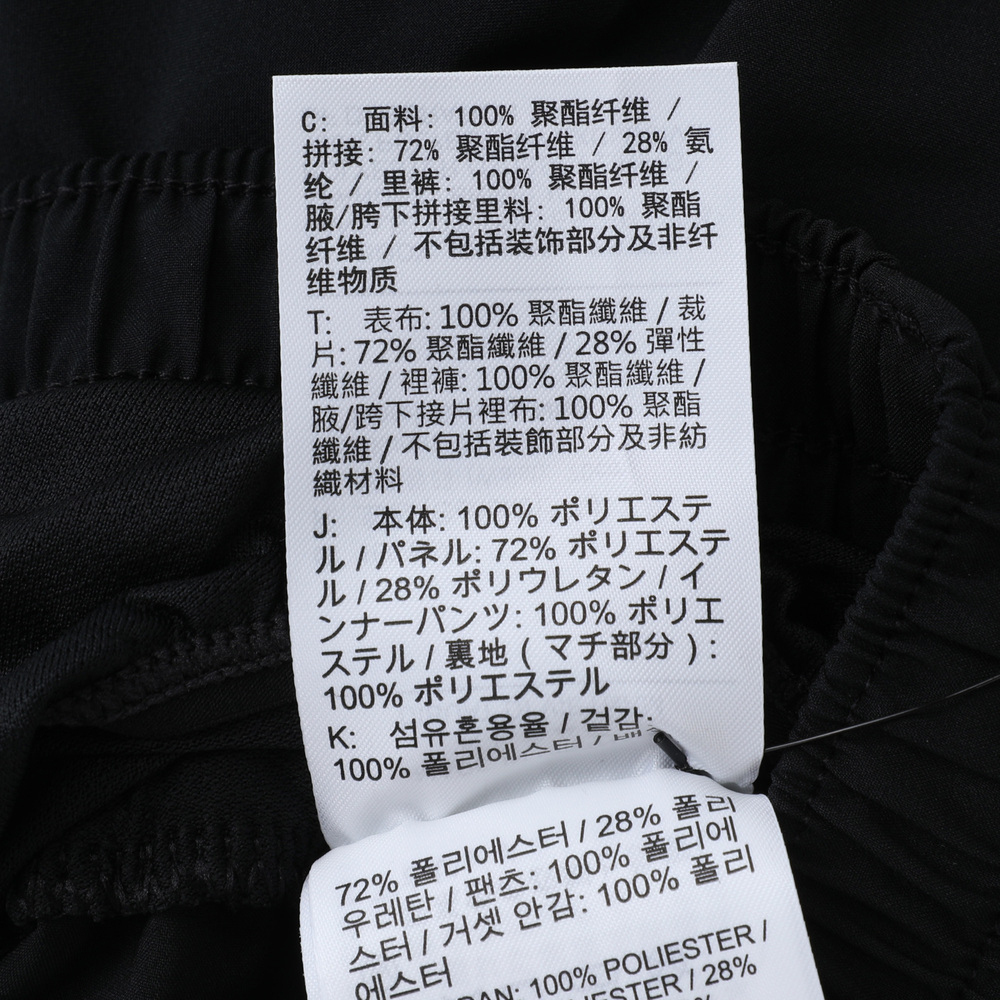 C: 面料: 100% 聚酯纤维 /
拼接: 72% 聚酯纤维 / 28% 氨
纶 / 里裤: 100% 聚酯纤维 /
腋/胯下拼接里料: 100% 聚酯
纤维 / 不包括装饰部分及非纤
维物质
T: 表布: 100% 聚酯纖維 / 裁
片: 72% 聚酯纖維 / 28% 彈性
纖維 / 裡褲: 100% 聚酯纖維 /
腋/跨下接片裡布: 100% 聚酯
纖維 / 不包括裝飾部分及非紡
織材料
J: 本体: 100% ポリエステ
ル / パネル: 72% ポリエステ
ル / 28% ポリウレタン / イ
ンナーパンツ: 100% ポリエ
ステル / 裏地 ( マチ部分 ) :
100% ポリエステル
K: 섬유혼용율 / 겉감:
100% 폴리에스터 /
72% 폴리에스터 / 28% 폴리
우레탄 / 팬츠: 100% 폴리에
스터 / 거셋 안감: 100% 폴리
에스터
100% POLIESTER /
/ 28%